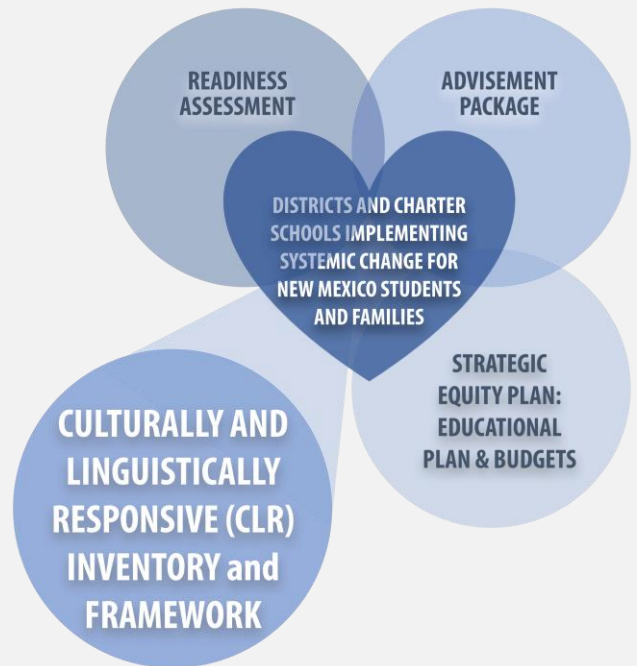 READINESS
ASSESSMENT
ADVISEMENT
PACKAGE
DISTRICTS AND CHARTER
SCHOOLS IMPLEMENTING
SYSTEMIC CHANGE FOR
NEW MEXICO STUDENTS
AND FAMILIES
STRATEGIC
EQUITY PLAN:
EDUCATIONAL
PLAN & BUDGETS
CULTURALLY AND
LINGUISTICALLY
RESPONSIVE (CLR)
INVENTORY and
FRAMEWORK